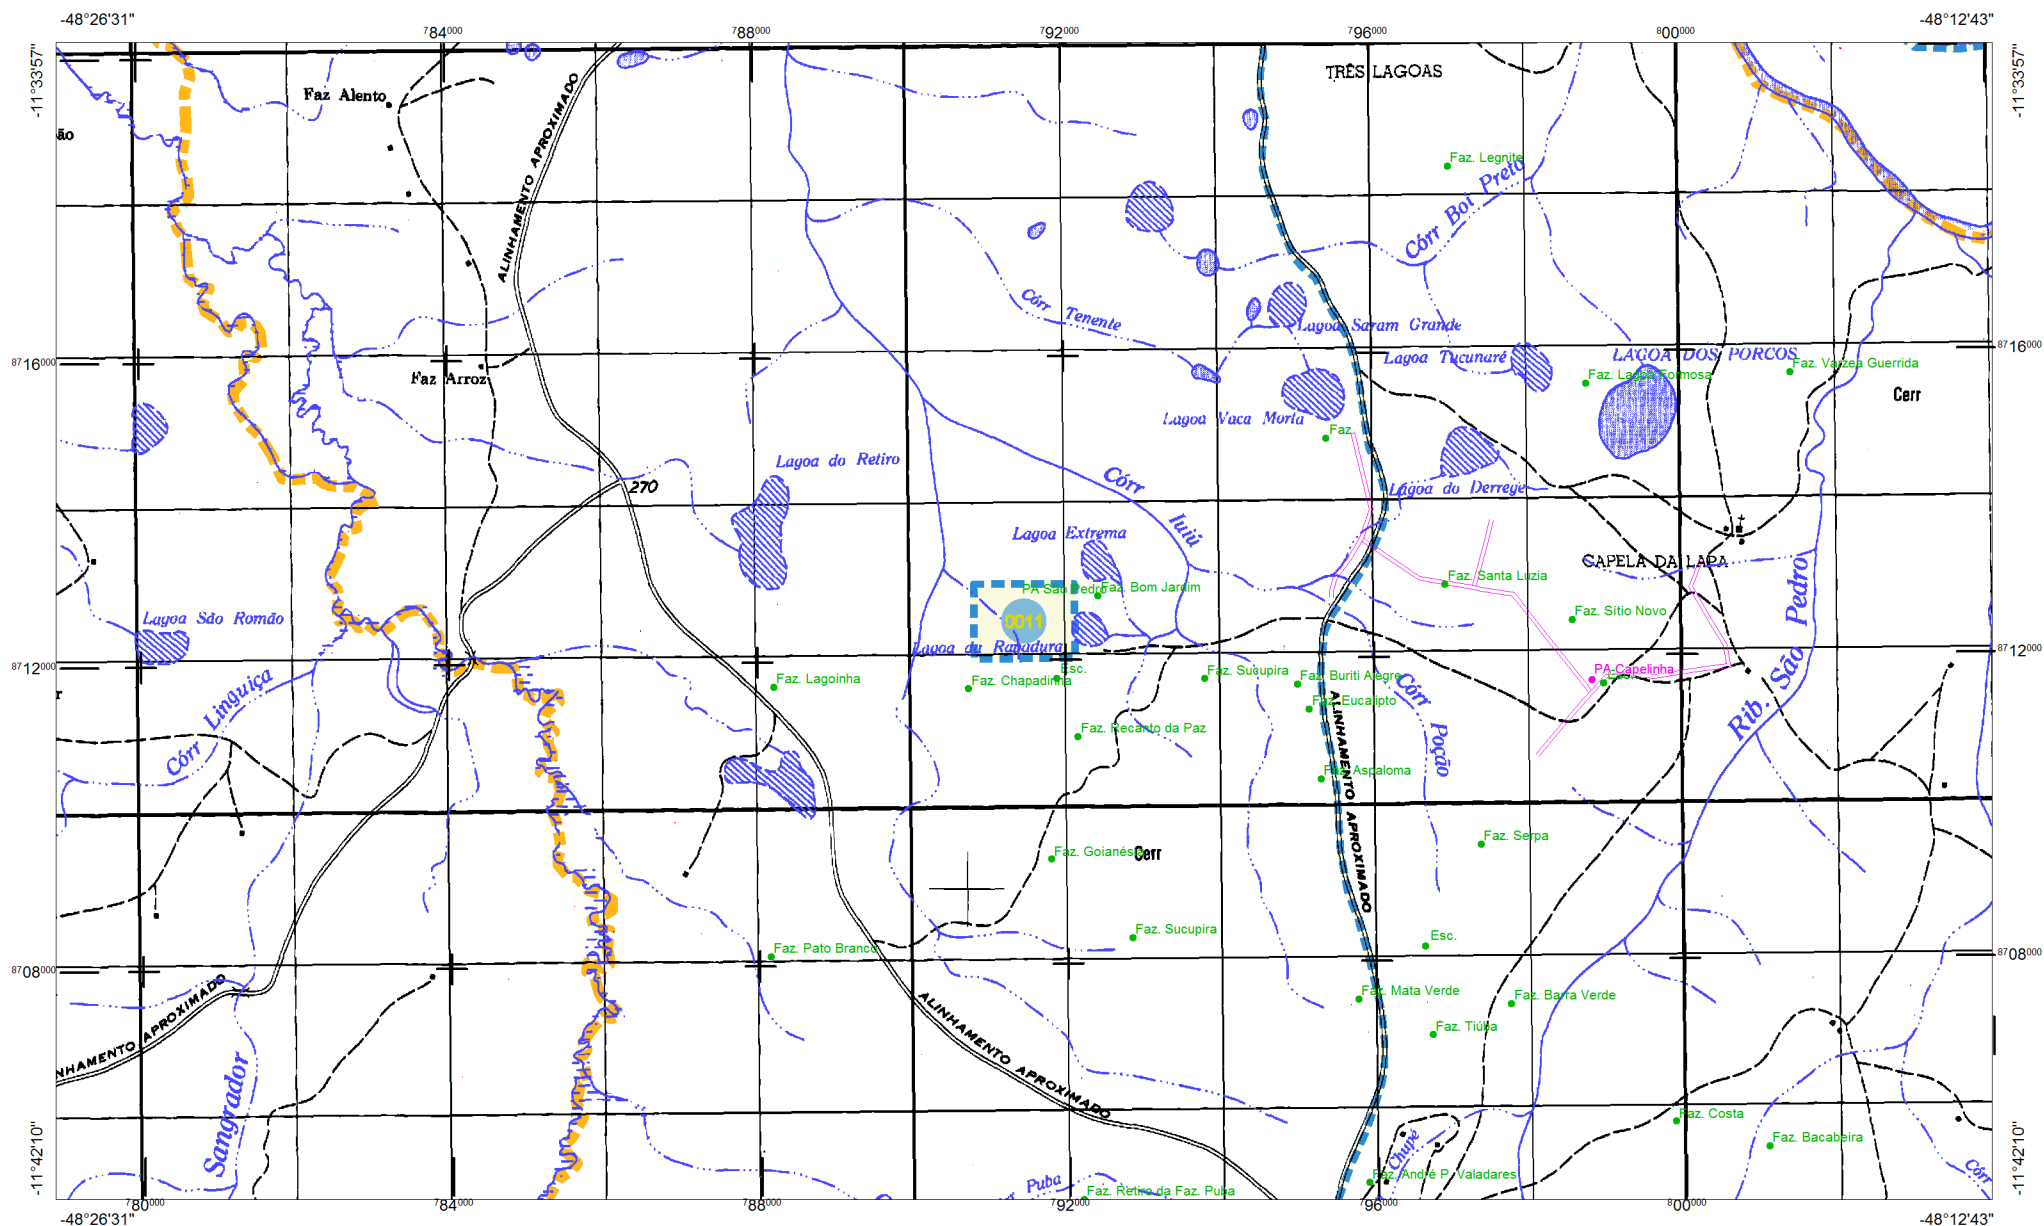 -48°26'31"
-48°12'43"
784000
788000
792000
796000
800000
-11°33'57"
-11°33'57"
TRÊS LAGOAS
Faz Alento
ão
ALINHAMENTO APROXIMADO
Faz. Legnite
Córr Boi Preto
Córr Tenente
Lagoa Saram Grande
Lagoa Tucunaré
LAGOA DOS PORCOS
8716000
8716000
Faz. Varzea Guerrida
Faz Arroz
Faz. Lagoa Formosa
Cerr
Lagoa Vaca Morta
Faz.
Lagoa do Retiro
270
Córr Iuiú
Lagoa do Derrege
Lagoa Extrema
CAPELA DA LAPA
Faz. Santa Luzia
PA São Pedro
Faz. Bom Jardim
Faz. Sítio Novo
Lagoa São Romão
0011
Lagoa da Rapadura
8712000
8712000
Rib. São Pedro
Esc.
Faz. Lagoinha
Faz. Chapadinha
Faz. Sucupira
Faz. Buriti Alegre
PA Capelinha
Esc.
r
Córr Linguiça
Faz. Eucalipto
Córr Poção
Faz. Recanto da Paz
Faz. Aspaloma
ALINHAMENTO APROXIMADO
Faz. Serpa
Faz. Goianésia
Cerr
Faz. Sucupira
Esc.
Faz. Pato Branco
8708000
8708000
Faz. Mata Verde
Faz. Barra Verde
Faz. Tiúba
NHAMENTO APROXIMADO
ALINHAMENTO APROXIMADO
Sangrador
Faz. Costa
Faz. Bacabeira
Chupé
Faz. André P. Valadares
Córr
r Puba
Faz. Retiro da Faz. Puba
-11°42'10"
-11°42'10"
780000
784000
788000
792000
796000
800000
-48°26'31"
-48°12'43"